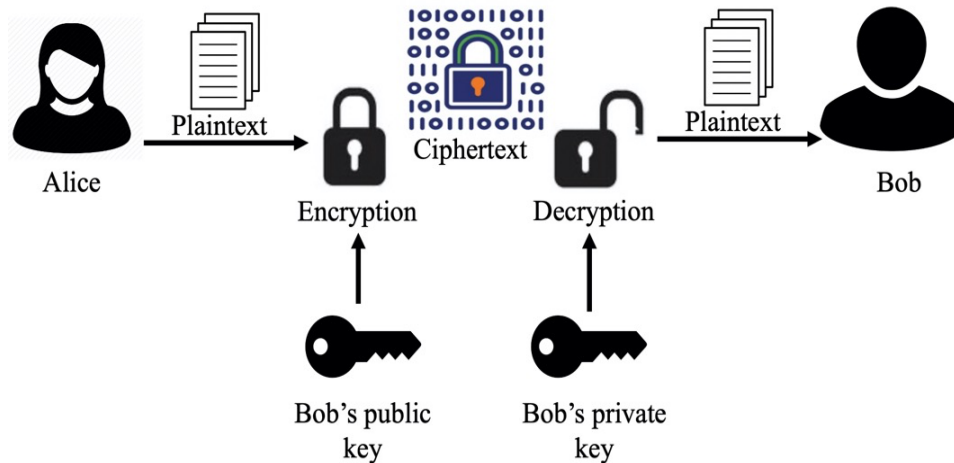 Plaintext
Plaintext
Ciphertext
Alice
Bob
Encryption
Decryption
Bob’s public
key
Bob’s private
key